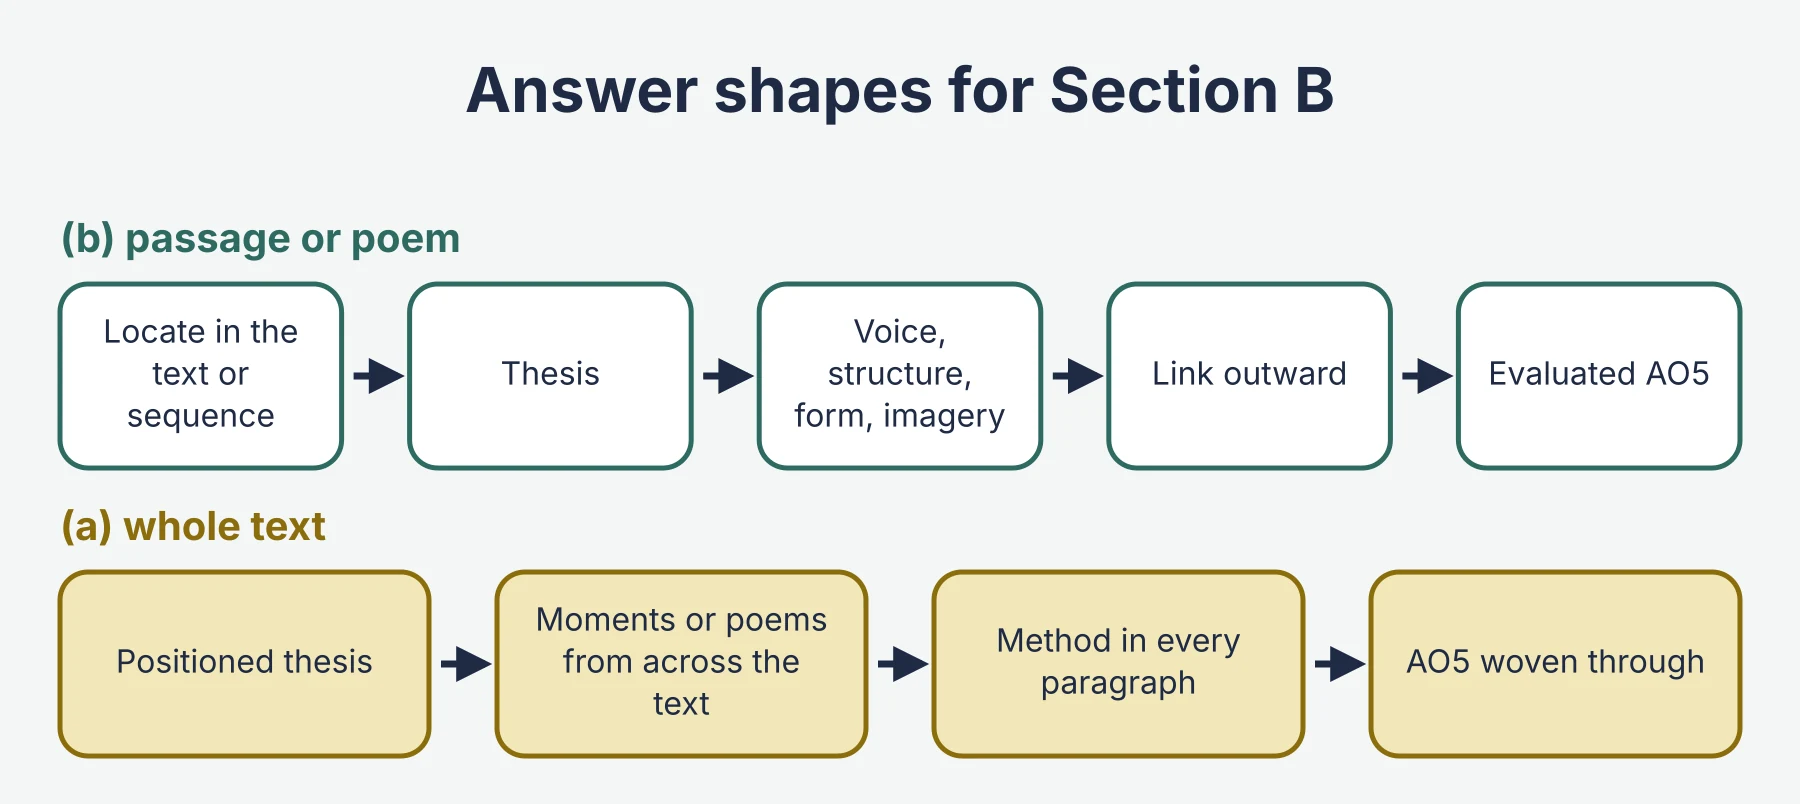 Answer shapes for Section B
(b) passage or poem
Locate in the
text or
sequence
Thesis
Voice,
structure,
form, imagery
Link outward
Evaluated AO5
(a) whole text
Positioned thesis
Moments or poems
from across the
text
Method in every
paragraph
AO5 woven through